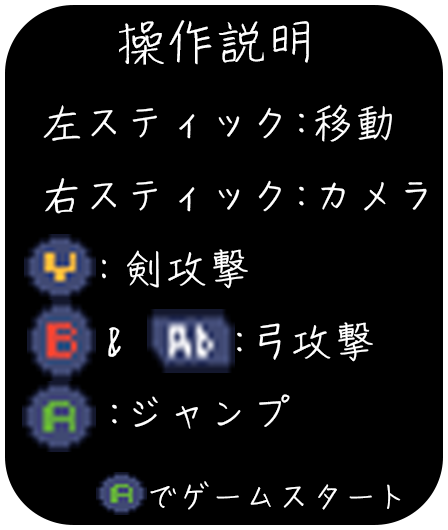 操作説明
左スティック:移動
右スティック:カメラ
Y:剣攻撃
B & Rb:弓攻撃
A:ジャンプ
Aでゲームスタート